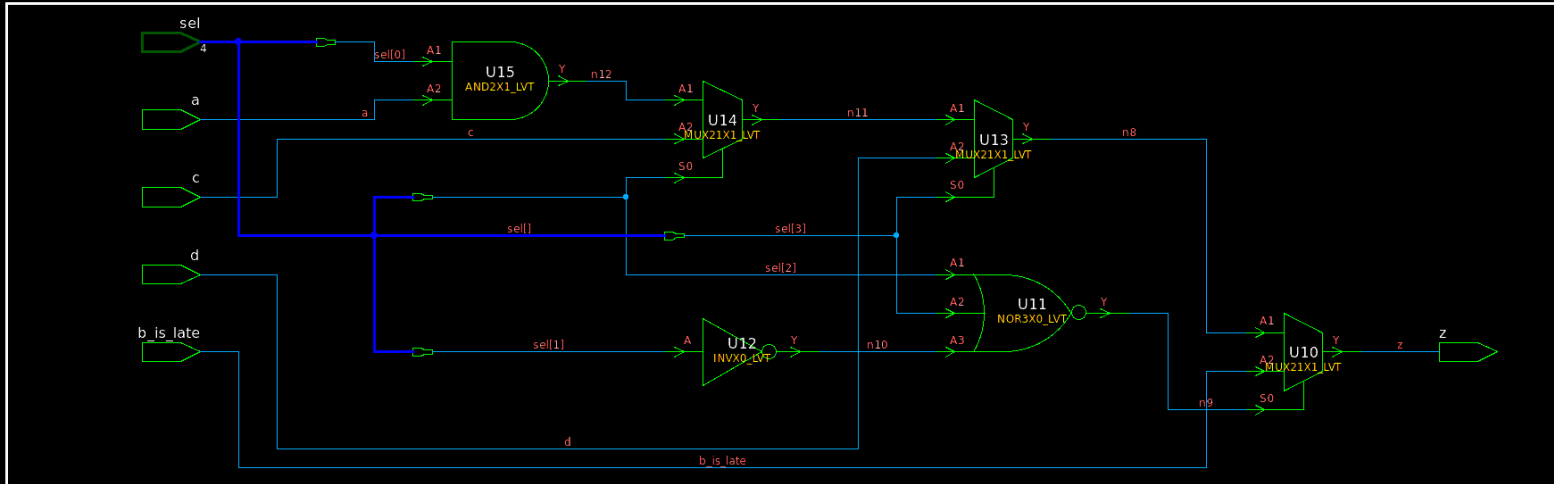 sel
4
sel[0]
A1
A2
U15
AND2X1_LVT
Y
n12
a
a
c
A1
A2
S0
U14
MUX21X1_LVT
Y
n11
A1
A2
S0
U13
MUX21X1_LVT
Y
n8
c
sel[]
sel[3]
d
sel[2]
A1
A2
A3
U11
NOR3X0_LVT
Y
b_is_late
sel[1]
A
U12
INVX0_LVT
Y
n10
n9
A1
A2
S0
U10
MUX21X1_LVT
Y
z
z
d
b_is_late